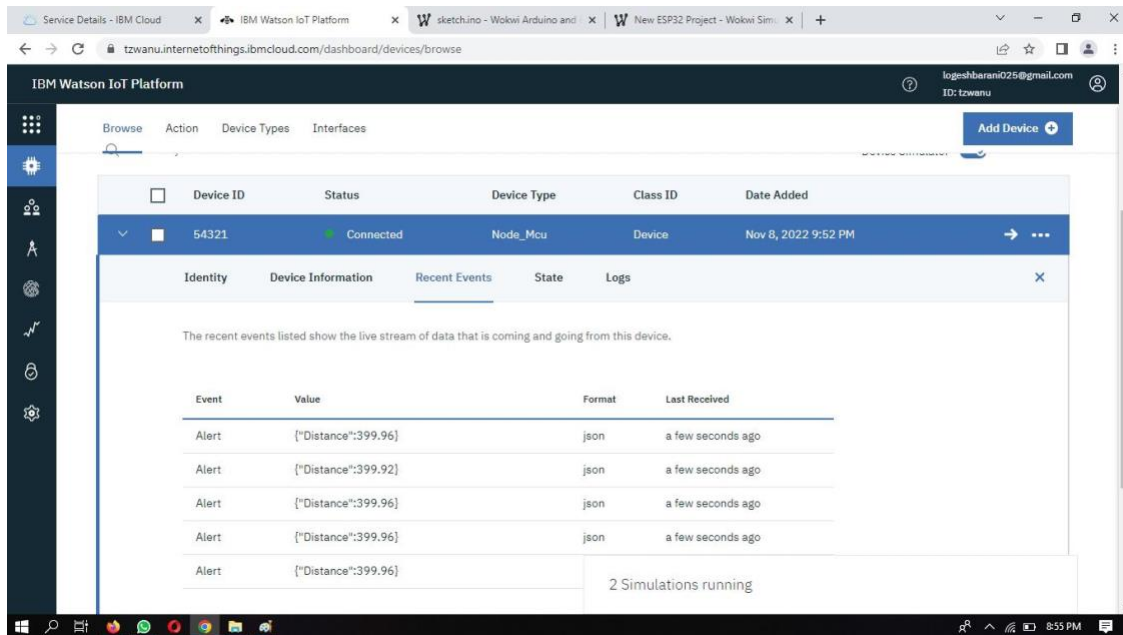 Service Details - IBM Cloud
IBM Watson IoT Platform
sketch.ino - Wokwi Arduino and
New ESP32 Project - Wokwi Simu
tzwanu.internetofthings.ibmcloud.com/dashboard/devices/browse
IBM Watson IoT Platform
logeshbarani025@gmail.com
ID: tzwanu
Browse Action Device Types Interfaces
Add Device
Device Simulator
Device ID Status Device Type Class ID Date Added
54321 Connected Node_Mcu Device Nov 8, 2022 9:52 PM
Identity Device Information Recent Events State Logs
The recent events listed show the live stream of data that is coming and going from this device.
Event Value Format Last Received
Alert {"Distance":399.96} json a few seconds ago
Alert {"Distance":399.92} json a few seconds ago
Alert {"Distance":399.96} json a few seconds ago
Alert {"Distance":399.96} json a few seconds ago
Alert {"Distance":399.96}
2 Simulations running
8:55 PM